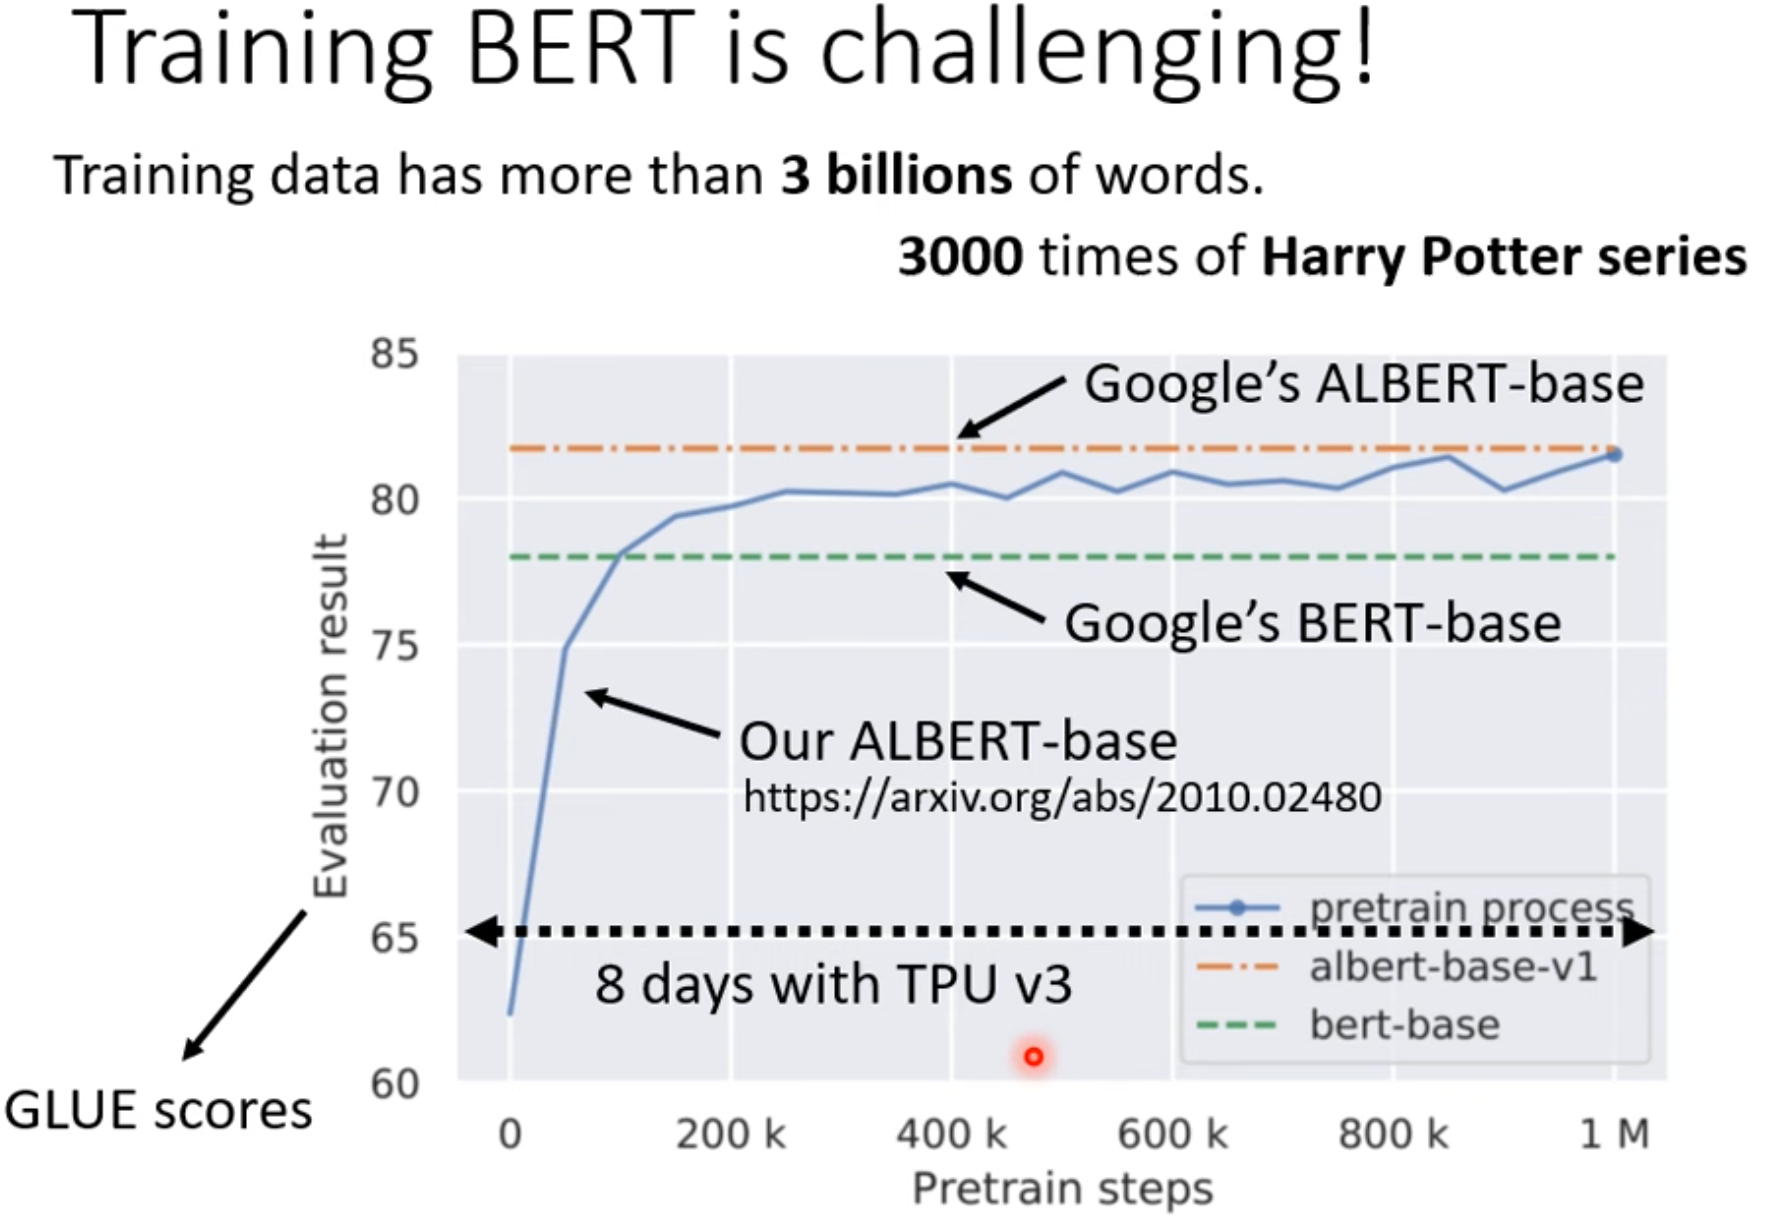 Training BERT is challenging!
Training data has more than 3 billions of words.
3000 times of Harry Potter series
85
80
75
70
65
60
Evaluation result
GLUE scores
Google’s ALBERT-base
Google’s BERT-base
Our ALBERT-base
https://arxiv.org/abs/2010.02480
8 days with TPU v3
pretrain process
albert-base-v1
bert-base
0 200 k 400 k 600 k 800 k 1 M
Pretrain steps